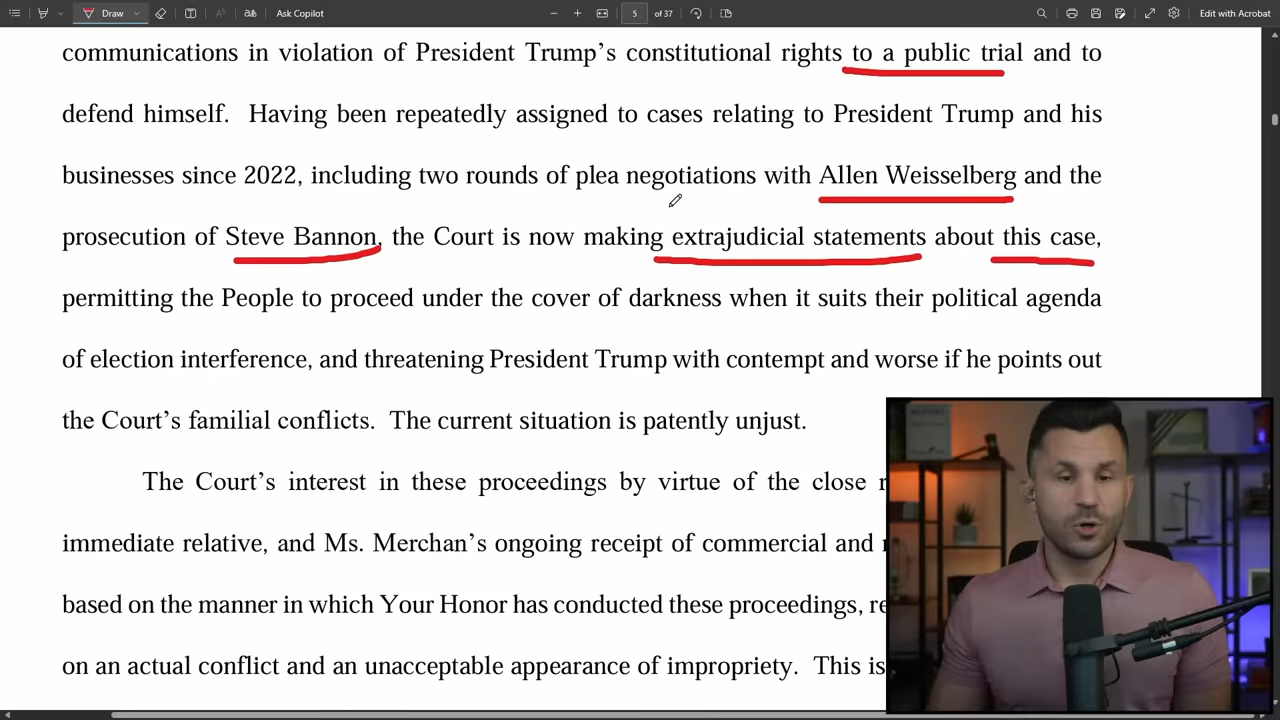 Draw
Ask Copilot
5 of 37
Edit with Acrobat
communications in violation of President Trump’s constitutional rights to a public trial and to
defend himself. Having been repeatedly assigned to cases relating to President Trump and his
businesses since 2022, including two rounds of plea negotiations with Allen Weisselberg and the
prosecution of Steve Bannon, the Court is now making extrajudicial statements about this case,
permitting the People to proceed under the cover of darkness when it suits their political agenda
of election interference, and threatening President Trump with contempt and worse if he points out
the Court’s familial conflicts. The current situation is patently unjust.
The Court’s interest in these proceedings by virtue of the close
immediate relative, and Ms. Merchan’s ongoing receipt of commercial and
based on the manner in which Your Honor has conducted these proceedings,
on an actual conflict and an unacceptable appearance of impropriety. This is